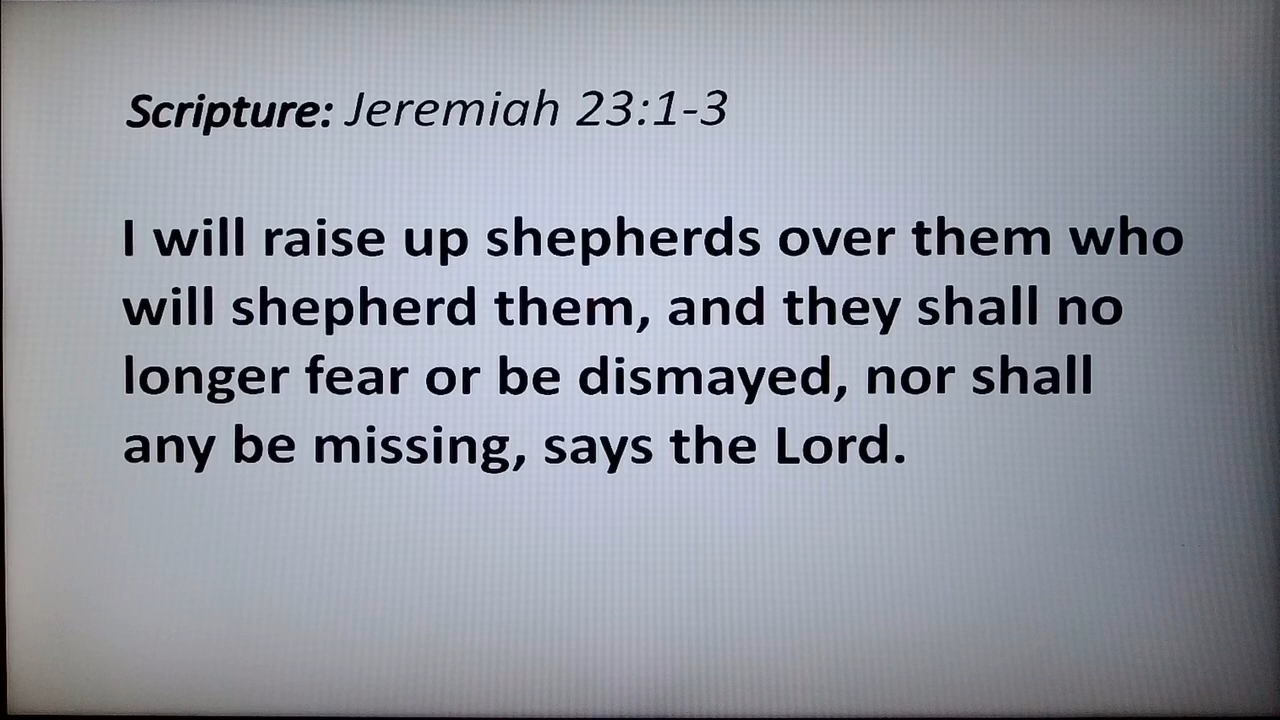 Scripture: Jeremiah 23:1-3
I will raise up shepherds over them who
will shepherd them, and they shall no
longer fear or be dismayed, nor shall
any be missing, says the Lord.